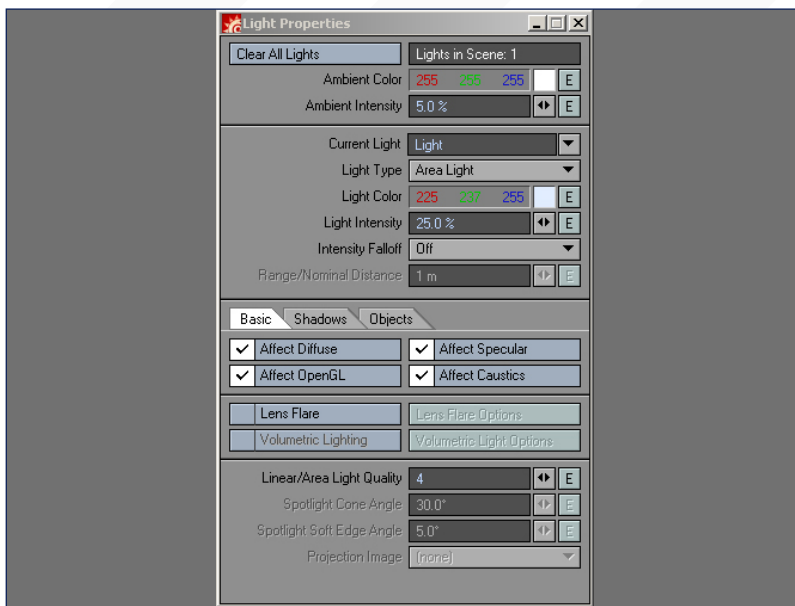 Light Properties
Clear All Lights Lights in Scene: 1
Ambient Color 255 255 255 E
Ambient Intensity 5.0 % E
Current Light Light
Light Type Area Light
Light Color 225 237 255 E
Light Intensity 25.0 % E
Intensity Falloff Off
Range/Nominal Distance 1 m E
Basic Shadows Objects
Affect Diffuse Affect Specular
Affect OpenGL Affect Caustics
Lens Flare Lens Flare Options
Volumetric Lighting Volumetric Light Options
Linear/Area Light Quality 4 E
Spotlight Cone Angle 30.0° E
Spotlight Soft Edge Angle 5.0° E
Projection Image (none)